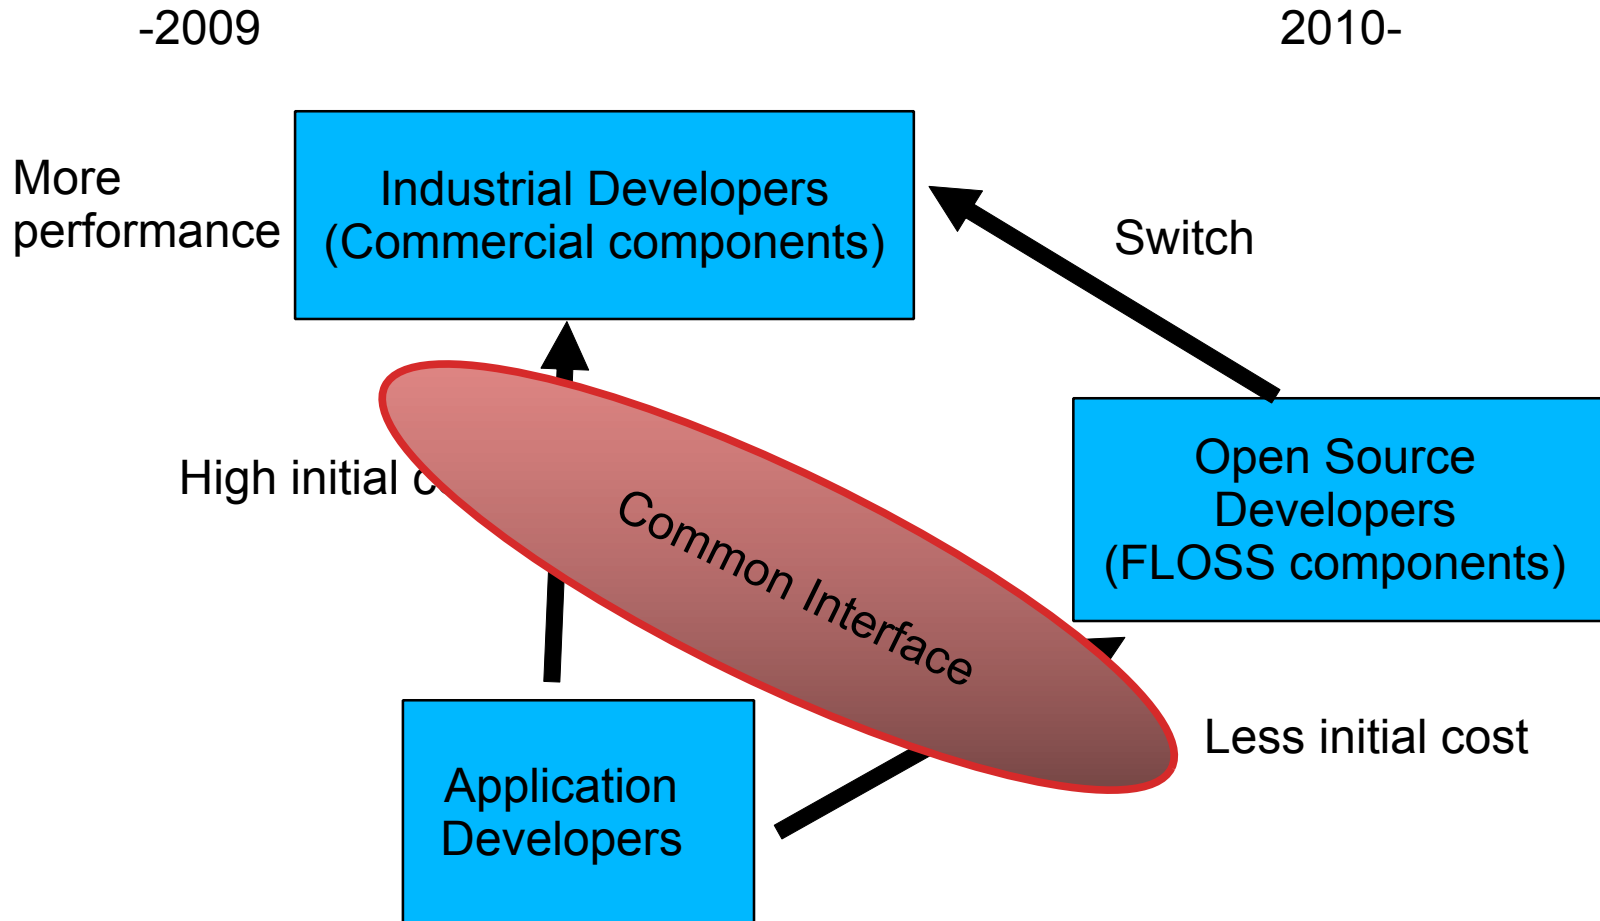 -2009
2010-
More
performance
Industrial Developers
(Commercial components)
Switch
High initial
Open Source
Developers
(FLOSS components)
Common Interface
Less initial cost
Application
Developers